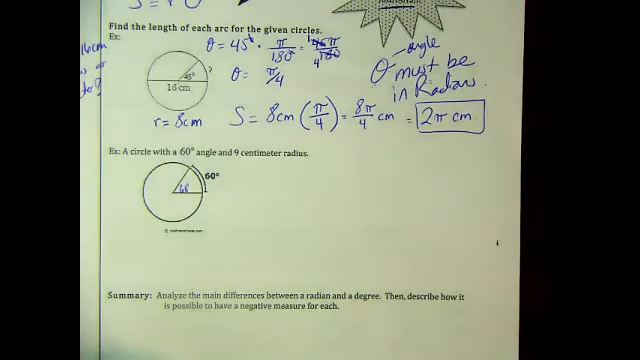 S = r θ
Find the length of each arc for the given circles.
Ex:
θ = 45° · π/180° = 45π/180
1
4
θ = π/4
45°
?
16 cm
r = 8cm
S = 8cm (π/4) = 8π/4 cm = 2π cm.
θ angle
must be
in Radians.
16cm
Ex: A circle with a 60° angle and 9 centimeter radius.
60°
60°
Summary: Analyze the main differences between a radian and a degree. Then, describe how it
is possible to have a negative measure for each.